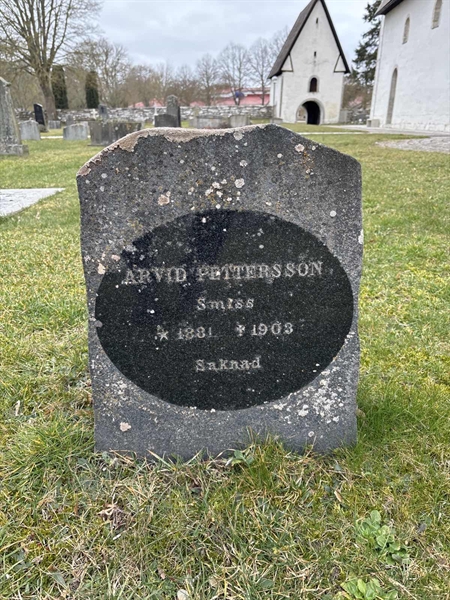 ARVID PETTERSSON
Smiss
* 1881 ✝ 1903
Saknad